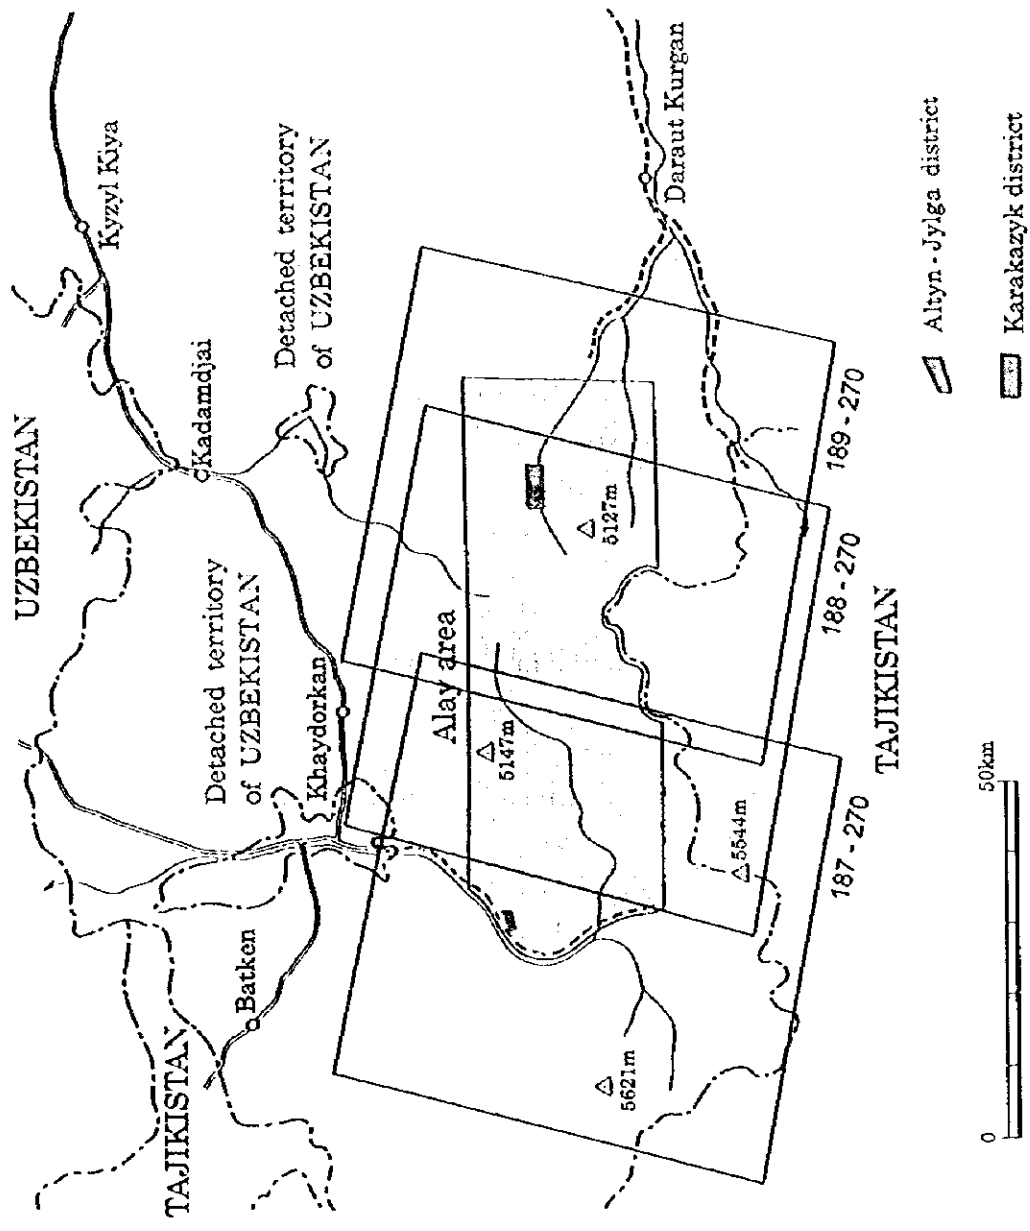 UZBEKISTAN
Kyzyl Kiya
Kadamdjai
Detached territory
of UZBEKISTAN
Detached territory
of UZBEKISTAN
Khaydorkan
Batken
TAJIKISTAN
Alay area
5147m
5127m
5621m
5544m
Daraut Kurgan
189 - 270
188 - 270
187 - 270
TAJIKISTAN
0
50km
Altyn - Jylga district
Karakazyk district